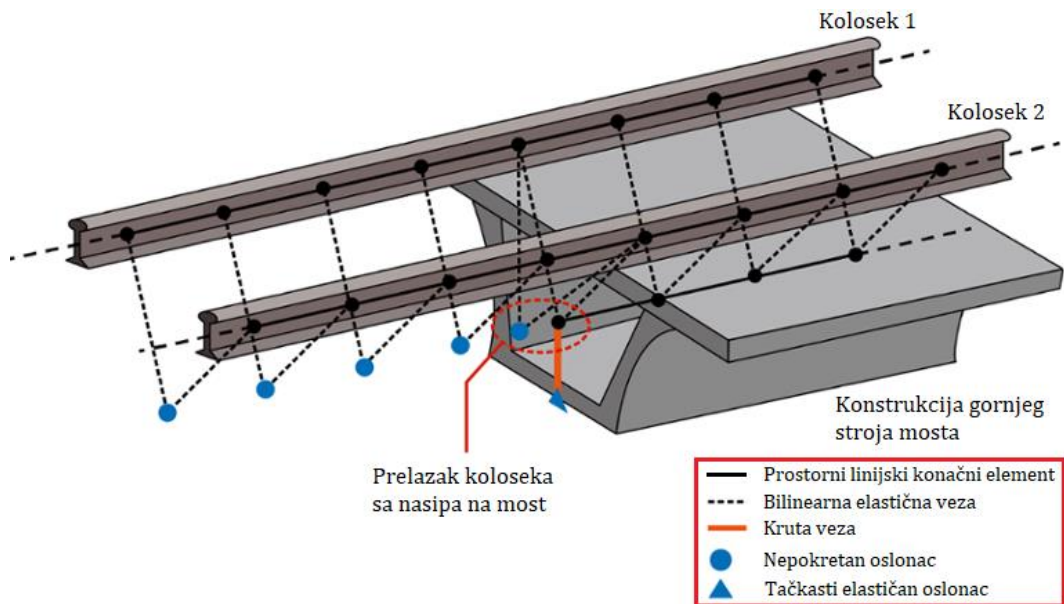 Kolosek 1
Kolosek 2
Konstrukcija gornjeg
stroja mosta
Prelazak koloseka
sa nasipa na most
Prostorni linijski konačni element
Bilinearna elastična veza
Kruta veza
Nepokretan oslonac
Tačkasti elastičan oslonac